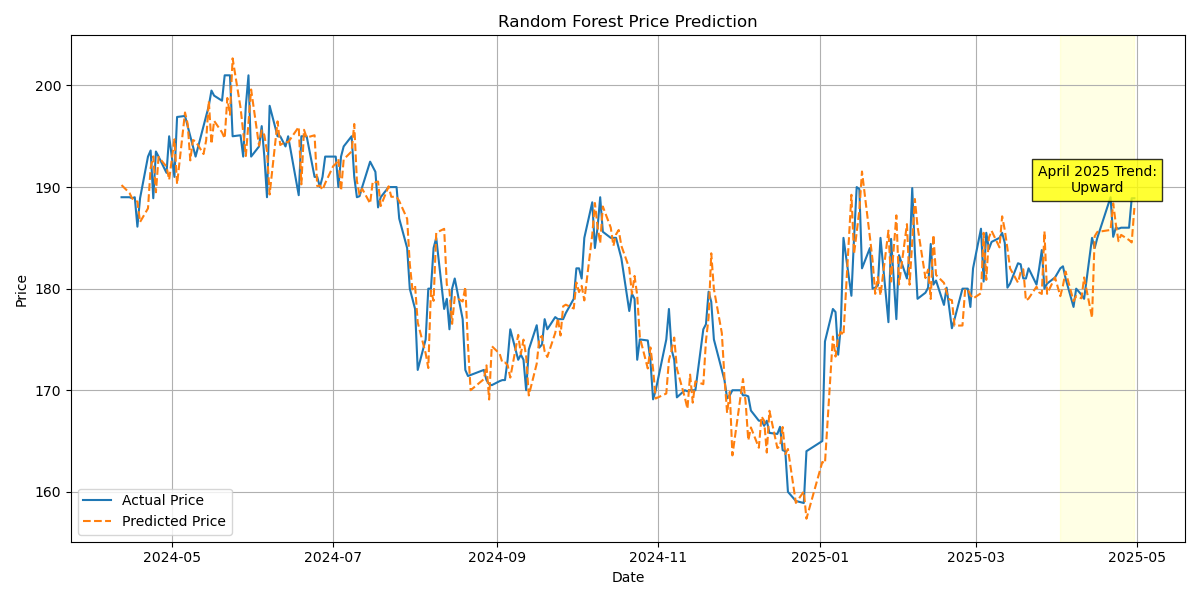 Random Forest Price Prediction
Price
200
190
180
170
160
April 2025 Trend:
Upward
Actual Price
Predicted Price
2024-05
2024-07
2024-09
2024-11
2025-01
2025-03
2025-05
Date